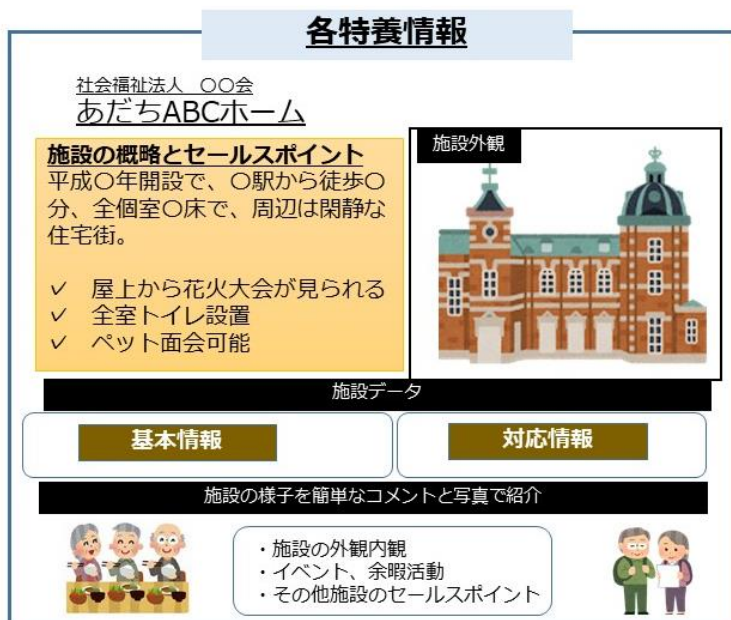 各特養情報
社会福祉法人　〇〇会
あだちABCホーム
施設の概略とセールスポイント
平成〇年開設で、〇駅から徒歩〇
分、全個室〇床で、周辺は閑静な
住宅街。
✓　屋上から花火大会が見られる
✓　全室トイレ設置
✓　ペット面会可能
施設外観
施設データ
基本情報
対応情報
施設の様子を簡単なコメントと写真で紹介
・施設の外観内観
・イベント、余暇活動
・その他施設のセールスポイント